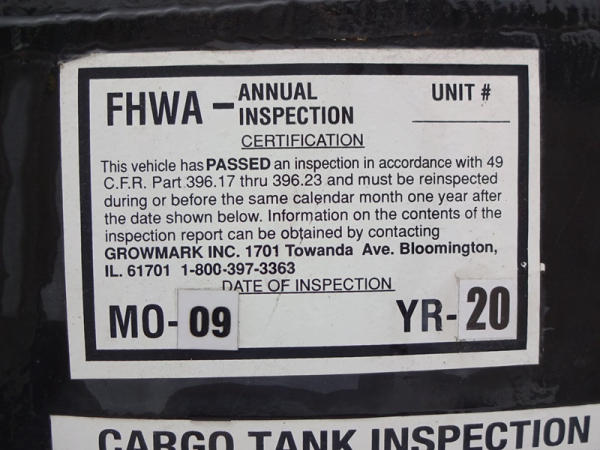 FHWA – ANNUAL INSPECTION UNIT #
CERTIFICATION
This vehicle has PASSED an inspection in accordance with 49
C.F.R. Part 396.17 thru 396.23 and must be reinspected
during or before the same calendar month one year after
the date shown below. Information on the contents of the
inspection report can be obtained by contacting
GROWMARK INC. 1701 Towanda Ave. Bloomington,
IL. 61701 1-800-397-3363
DATE OF INSPECTION
MO- 09 YR- 20
CARGO TANK INSPECTION